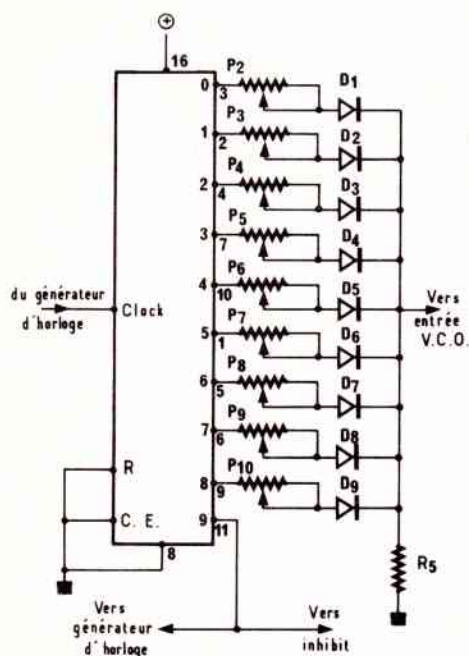 +
16
0 3 P2 D1
1 2 P3 D2
2 4 P4 D3
3 7 P5 D4
4 10 P6 D5
5 1 P7 D6
6 5 P8 D7
7 6 P9 D8
8 9 P10 D9
9 11
du générateur
d'horloge
Clock
Vers
entrée
V.C.O.
R
C. E.
8
R5
Vers
générateur
d'horloge
Vers
inhibit